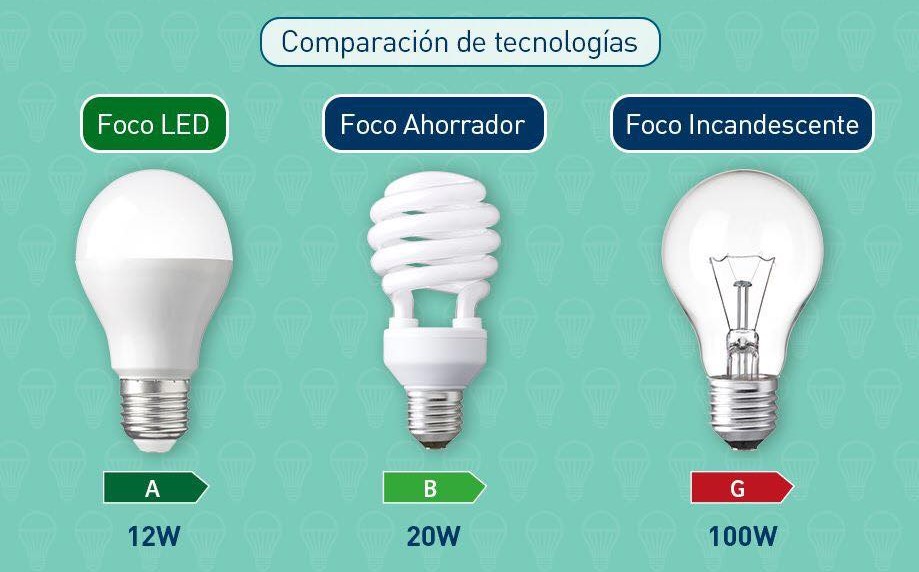 Comparación de tecnologías
Foco LED
Foco Ahorrador
Foco Incandescente
A
B
G
12W
20W
100W